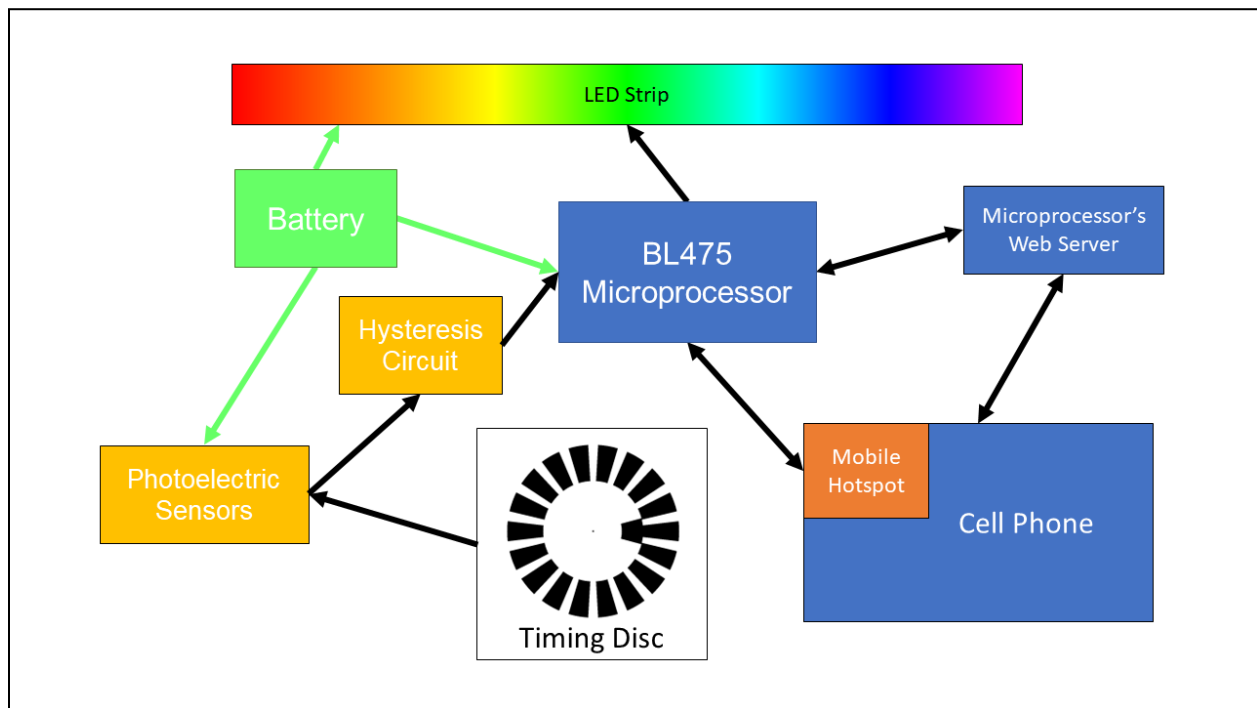 LED Strip
Battery
BL475
Microprocessor
Microprocessor’s
Web Server
Hysteresis
Circuit
Photoelectric
Sensors
Timing Disc
Mobile
Hotspot
Cell Phone